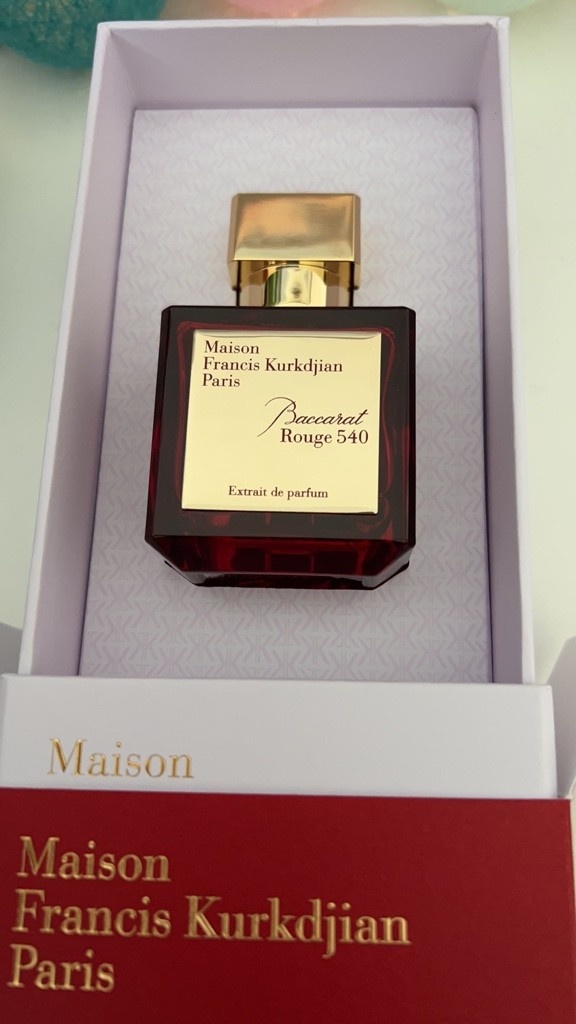 Maison
Francis Kurkdjian
Paris
Baccarat
Rouge 540
Extrait de parfum
Maison
Maison
Francis Kurkdjian
Paris